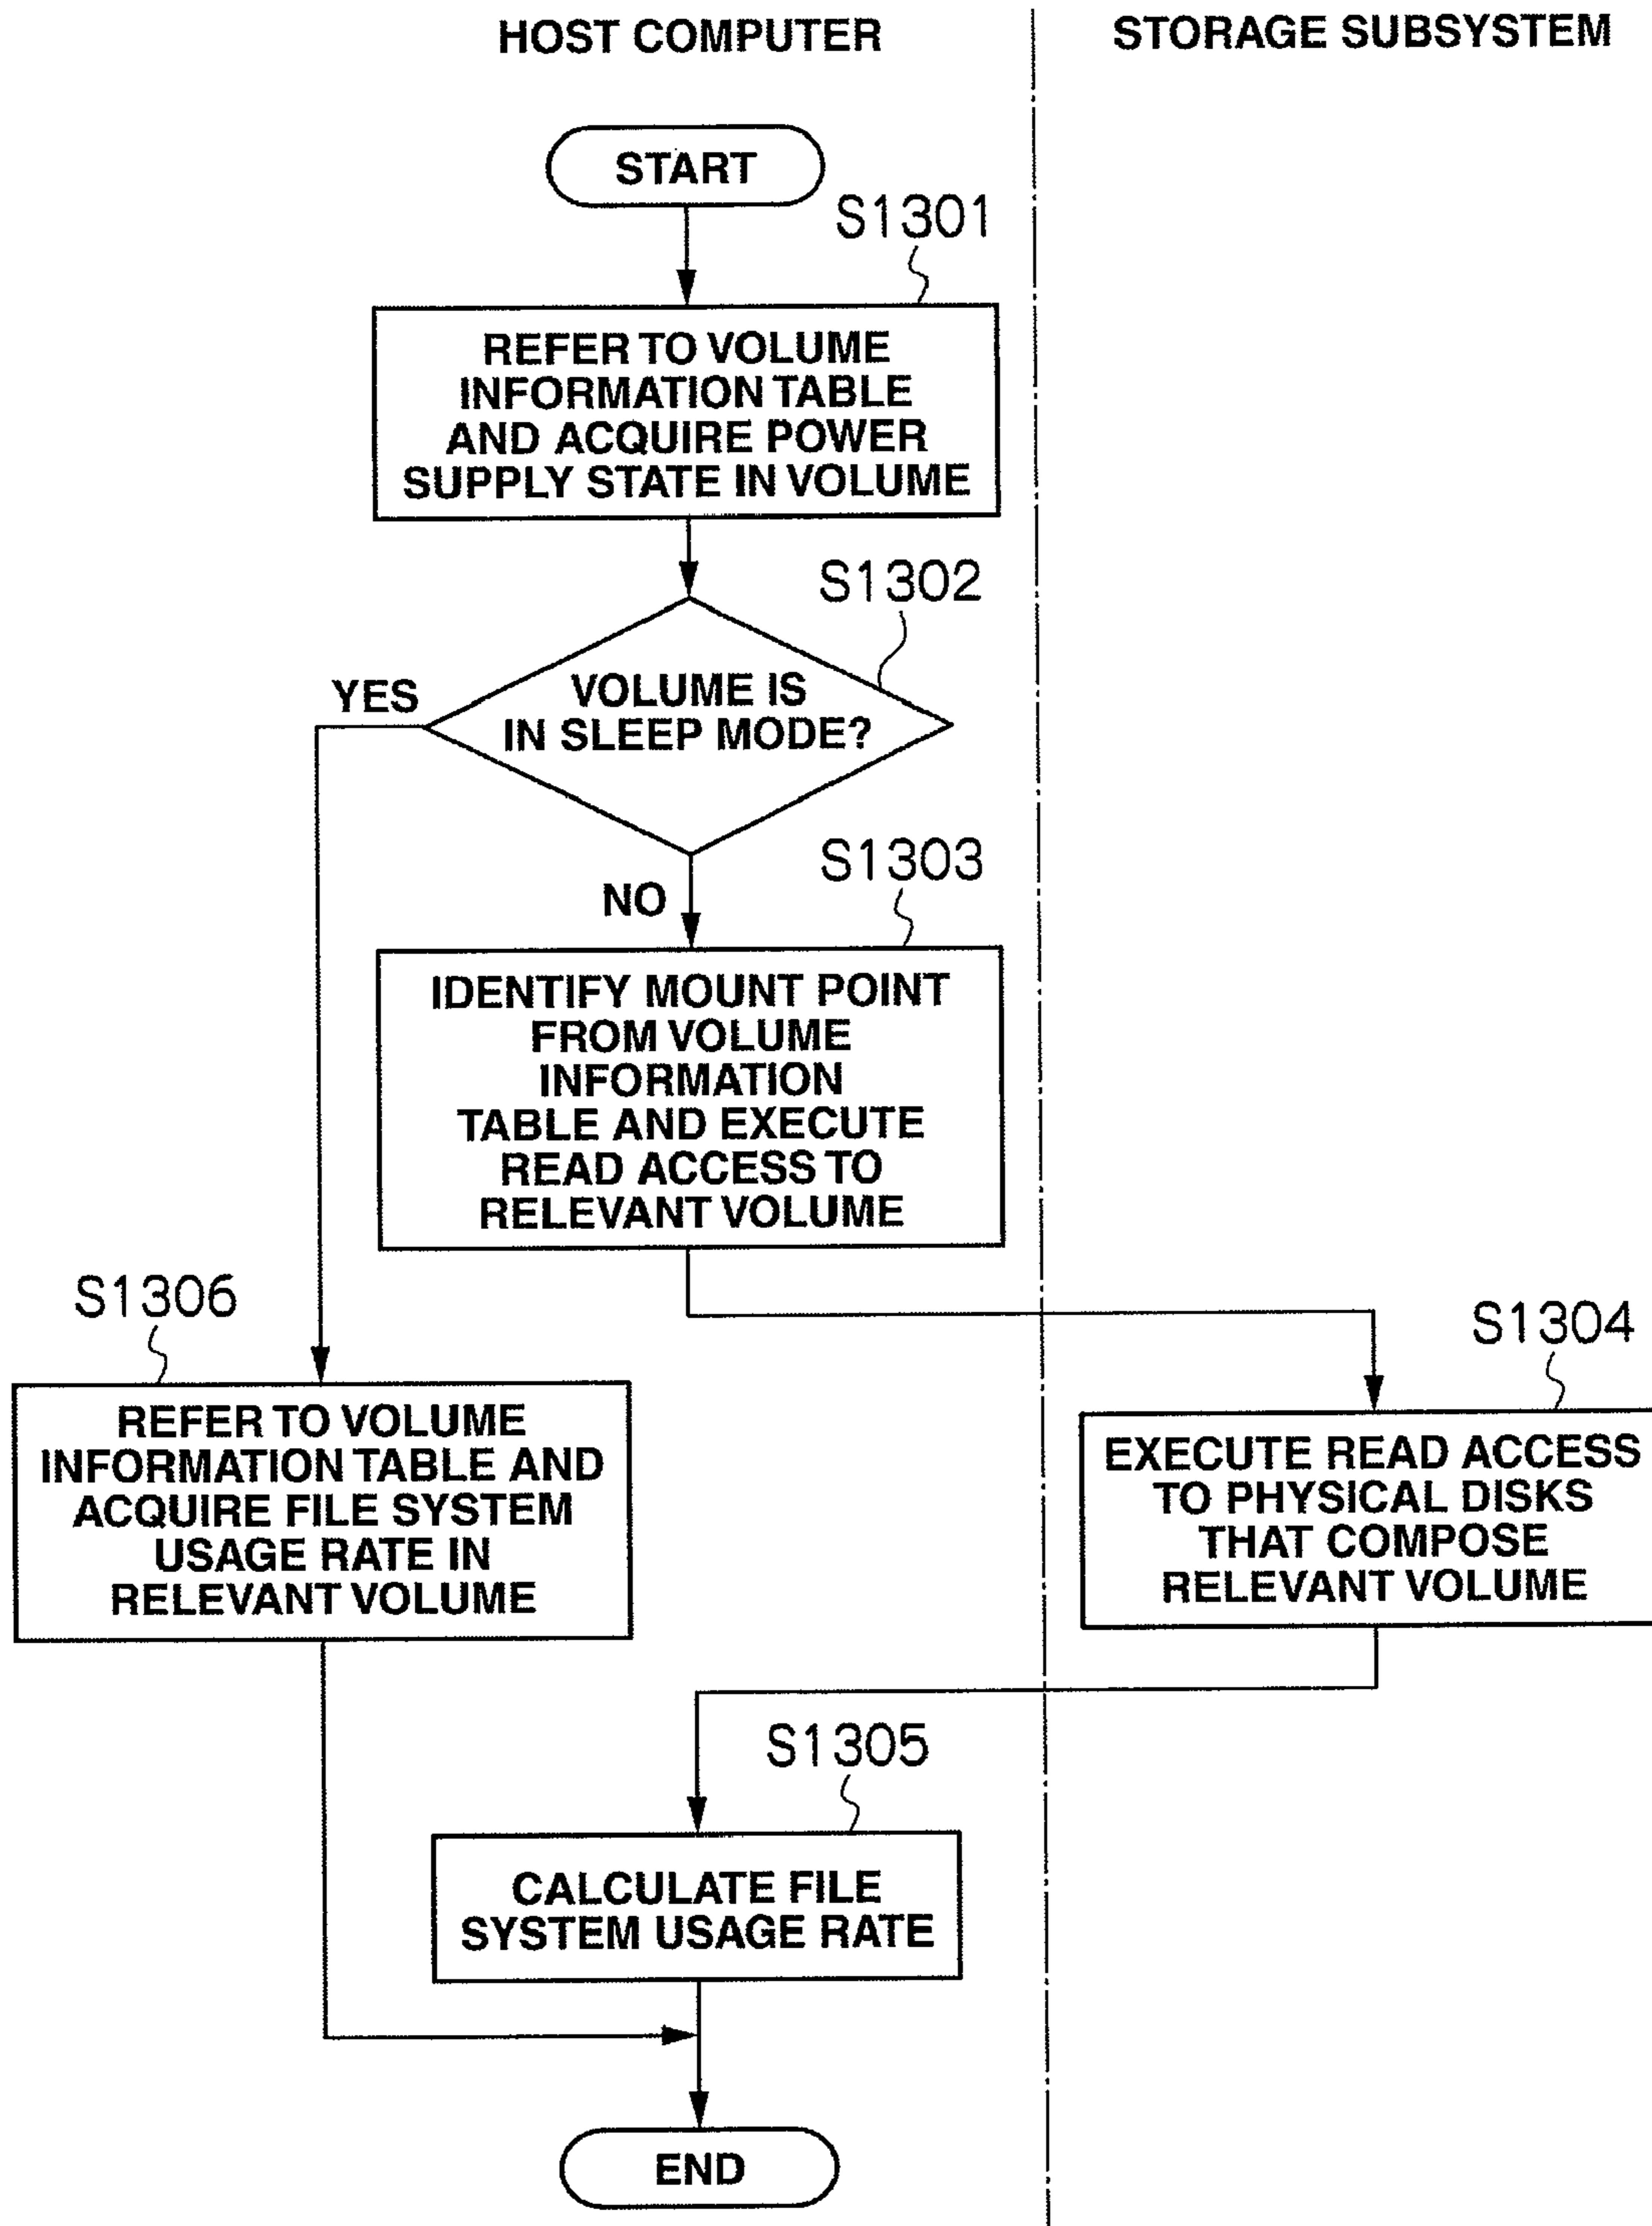 HOST COMPUTER
STORAGE SUBSYSTEM
START
S1301
REFER TO VOLUME
INFORMATION TABLE
AND ACQUIRE POWER
SUPPLY STATE IN VOLUME
S1302
VOLUME IS
IN SLEEP MODE?
YES
NO
S1303
IDENTIFY MOUNT POINT
FROM VOLUME
INFORMATION
TABLE AND EXECUTE
READ ACCESS TO
RELEVANT VOLUME
S1306
REFER TO VOLUME
INFORMATION TABLE AND
ACQUIRE FILE SYSTEM
USAGE RATE IN
RELEVANT VOLUME
S1304
EXECUTE READ ACCESS
TO PHYSICAL DISKS
THAT COMPOSE
RELEVANT VOLUME
S1305
CALCULATE FILE
SYSTEM USAGE RATE
END